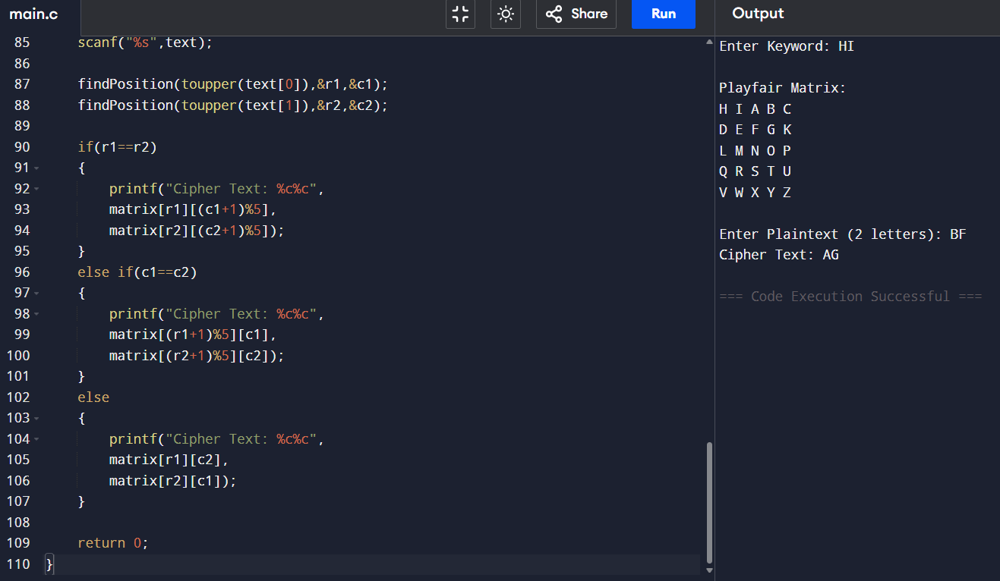 main.c
Share
Run
Output
85 scanf("%s",text);
86
87 findPosition(toupper(text[0]),&r1,&c1);
88 findPosition(toupper(text[1]),&r2,&c2);
89
90 if(r1==r2)
91 {
92 printf("Cipher Text: %c%c",
93 matrix[r1][(c1+1)%5],
94 matrix[r2][(c2+1)%5]);
95 }
96 else if(c1==c2)
97 {
98 printf("Cipher Text: %c%c",
99 matrix[(r1+1)%5][c1],
100 matrix[(r2+1)%5][c2]);
101 }
102 else
103 {
104 printf("Cipher Text: %c%c",
105 matrix[r1][c2],
106 matrix[r2][c1]);
107 }
108
109 return 0;
110 }
Enter Keyword: HI
Playfair Matrix:
H I A B C
D E F G K
L M N O P
Q R S T U
V W X Y Z
Enter Plaintext (2 letters): BF
Cipher Text: AG
=== Code Execution Successful ===